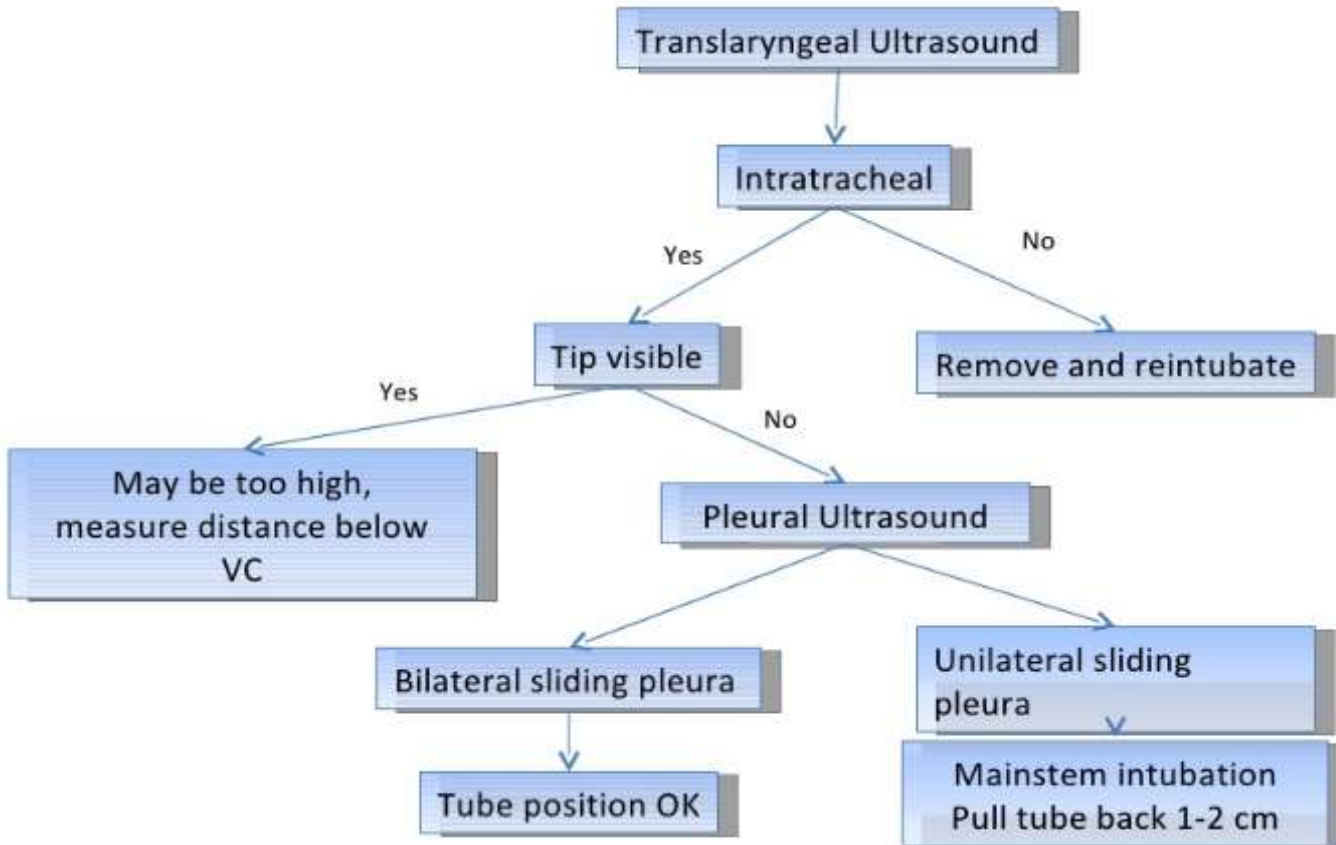 Translaryngeal Ultrasound
Intratracheal
Yes
No
Tip visible
Remove and reintubate
Yes
No
May be too high,
measure distance below
VC
Pleural Ultrasound
Bilateral sliding pleura
Unilateral sliding
pleura
Tube position OK
Mainstem intubation
Pull tube back 1-2 cm